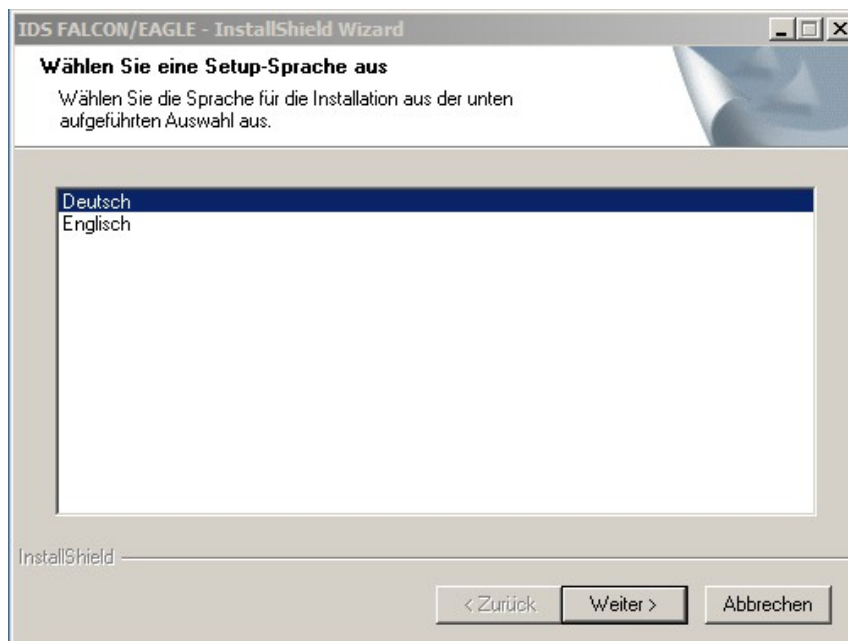 IDS FALCON/EAGLE - InstallShield Wizard
Wählen Sie eine Setup-Sprache aus
Wählen Sie die Sprache für die Installation aus der unten
aufgeführten Auswahl aus.
Deutsch
Englisch
InstallShield
< Zurück
Weiter >
Abbrechen